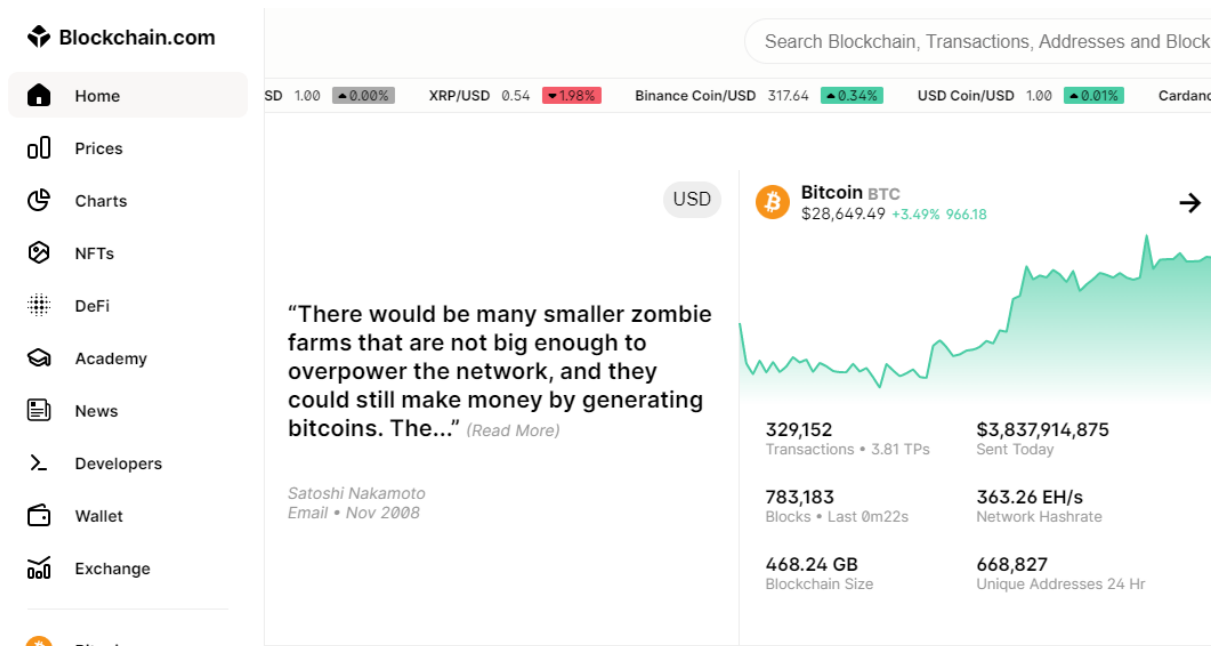 Blockchain.com
Search Blockchain, Transactions, Addresses and Block
Home
Prices
Charts
NFTs
DeFi
Academy
News
Developers
Wallet
Exchange
SD 1.00 0.00% XRP/USD 0.54 1.98% Binance Coin/USD 317.64 0.34% USD Coin/USD 1.00 0.01% Cardano
USD
“There would be many smaller zombie
farms that are not big enough to
overpower the network, and they
could still make money by generating
bitcoins. The...” (Read More)
Satoshi Nakamoto
Email • Nov 2008
Bitcoin BTC
$28,649.49 +3.49% 966.18
329,152
Transactions • 3.81 TPs
$3,837,914,875
Sent Today
783,183
Blocks • Last 0m22s
363.26 EH/s
Network Hashrate
468.24 GB
Blockchain Size
668,827
Unique Addresses 24 Hr